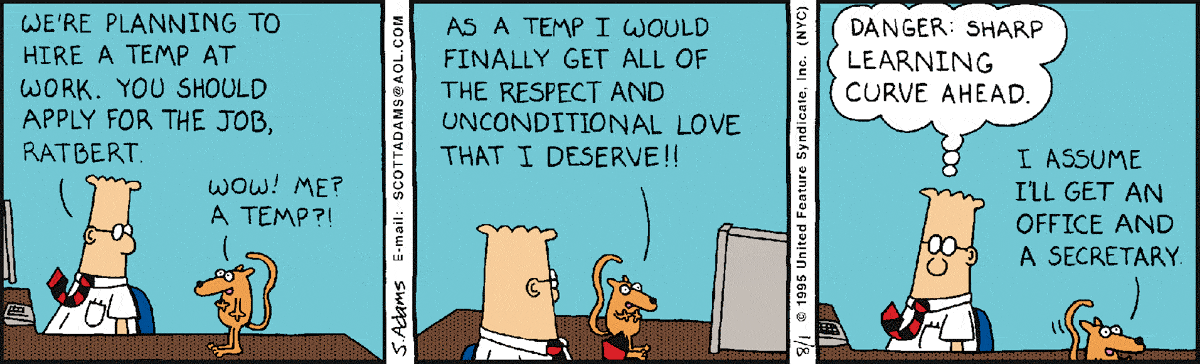 WE'RE PLANNING TO
HIRE A TEMP AT
WORK. YOU SHOULD
APPLY FOR THE JOB,
RATBERT.
WOW! ME?
A TEMP?!
S. Adams E-mail: SCOTTADAMS@AOL.COM
AS A TEMP I WOULD
FINALLY GET ALL OF
THE RESPECT AND
UNCONDITIONAL LOVE
THAT I DESERVE!!
8/1 © 1995 United Feature Syndicate, Inc. (NYC)
DANGER: SHARP
LEARNING
CURVE AHEAD.
I ASSUME
I'LL GET AN
OFFICE AND
A SECRETARY.